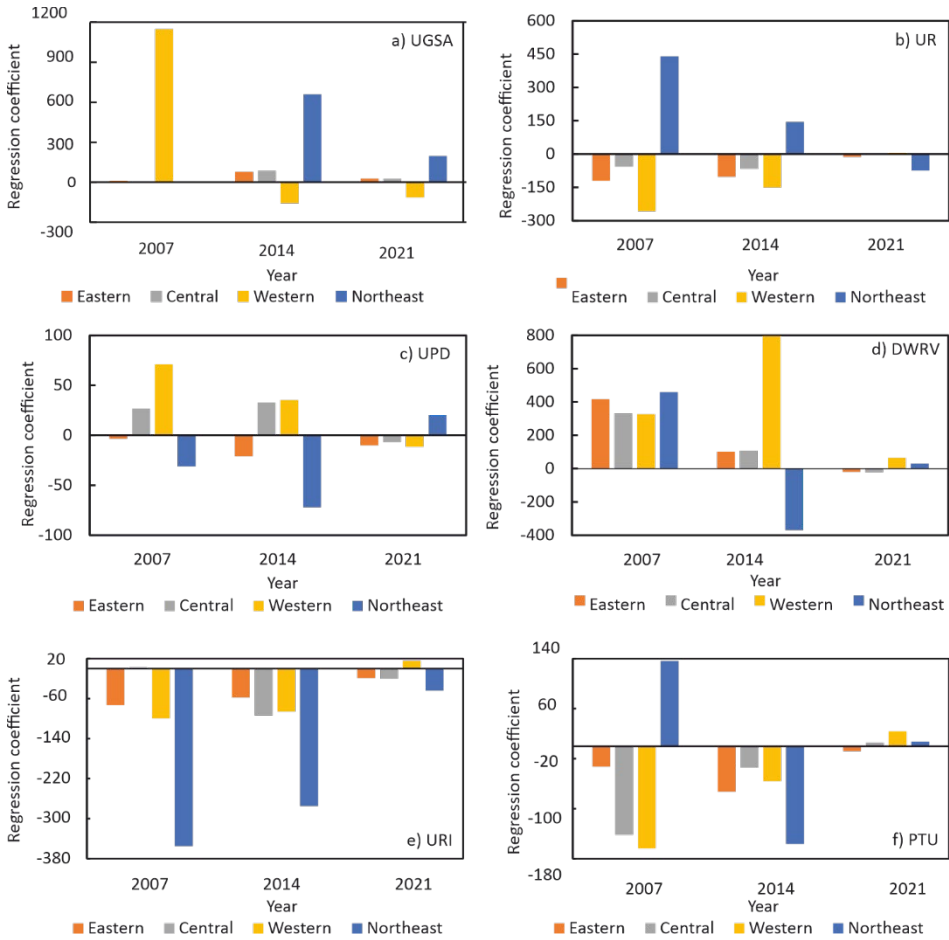 a) UGSA
Regression coefficient
1200
900
600
300
0
-300
2007 2014 2021
Year
Eastern Central Western Northeast
b) UR
Regression coefficient
600
450
300
150
0
-150
-300
2007 2014 2021
Year
Eastern Central Western Northeast
c) UPD
Regression coefficient
100
50
0
-50
-100
2007 2014 2021
Year
Eastern Central Western Northeast
d) DWRV
Regression coefficient
800
600
400
200
0
-200
-400
2007 2014 2021
Year
Eastern Central Western Northeast
e) URI
Regression coefficient
20
-60
-140
-220
-300
-380
2007 2014 2021
Year
Eastern Central Western Northeast
f) PTU
Regression coefficient
140
60
-20
-100
-180
2007 2014 2021
Year
Eastern Central Western Northeast